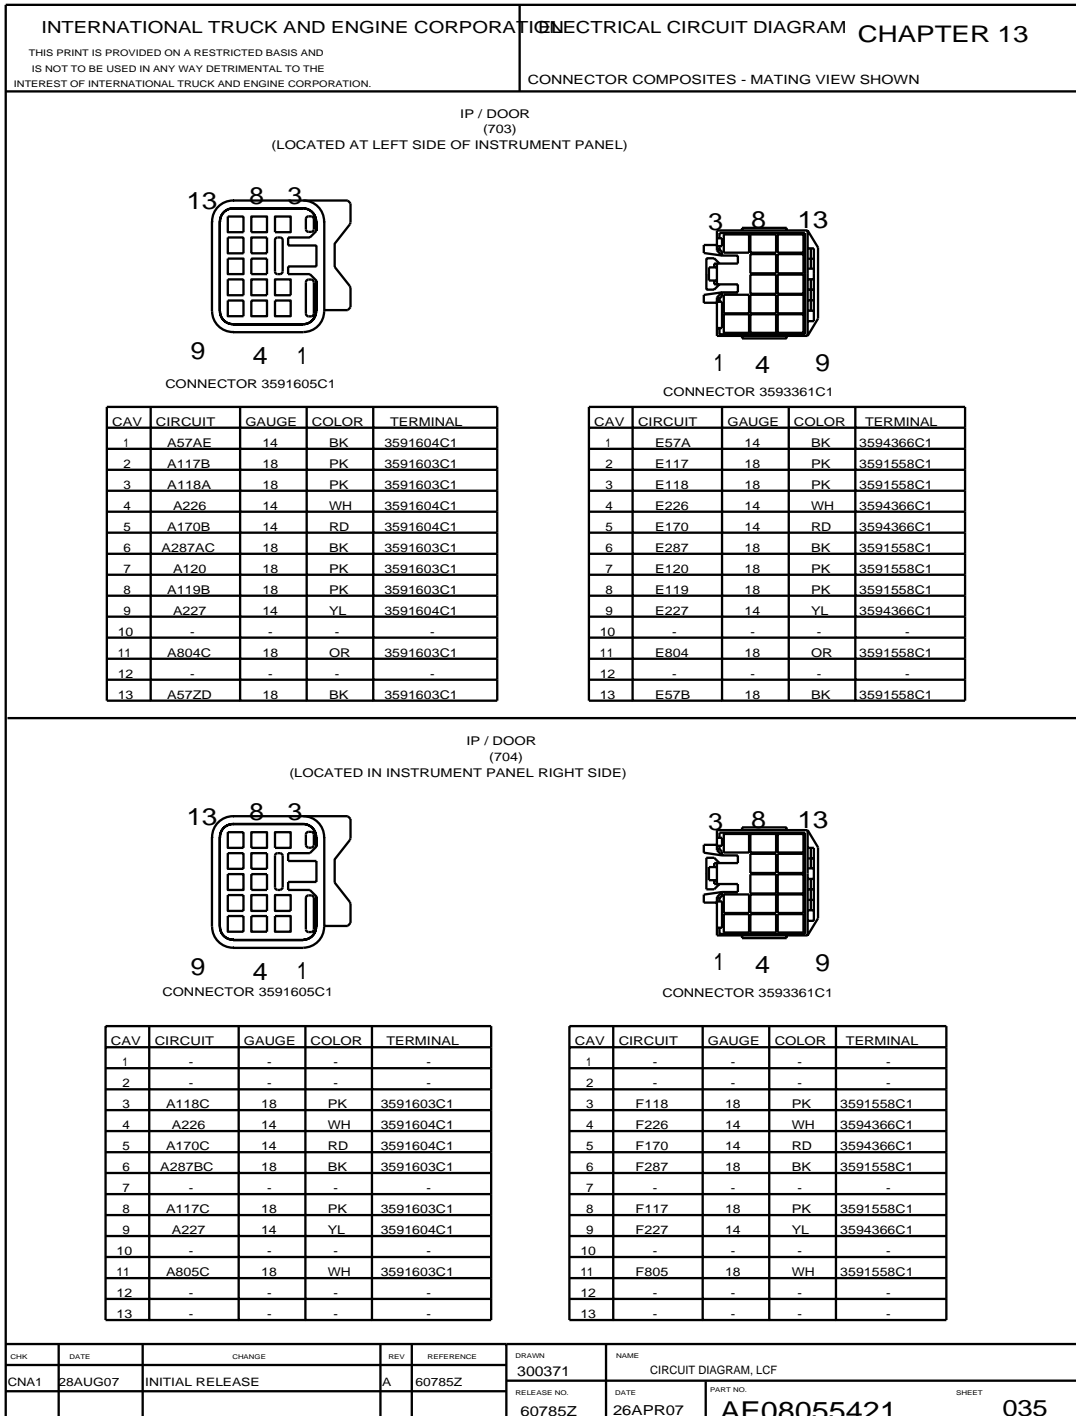 INTERNATIONAL TRUCK AND ENGINE CORPORATION
THIS PRINT IS PROVIDED ON A RESTRICTED BASIS AND
IS NOT TO BE USED IN ANY WAY DETRIMENTAL TO THE
INTEREST OF INTERNATIONAL TRUCK AND ENGINE CORPORATION.
ELECTRICAL CIRCUIT DIAGRAM CHAPTER 13
CONNECTOR COMPOSITES - MATING VIEW SHOWN
IP / DOOR
(703)
(LOCATED AT LEFT SIDE OF INSTRUMENT PANEL)
13 8 3
9 4 1
CONNECTOR 3591605C1
3 8 13
1 4 9
CONNECTOR 3593361C1
CAV CIRCUIT GAUGE COLOR TERMINAL
1 A57AE 14 BK 3591604C1
2 A117B 18 PK 3591603C1
3 A118A 18 PK 3591603C1
4 A226 14 WH 3591604C1
5 A170B 14 RD 3591604C1
6 A287AC 18 BK 3591603C1
7 A120 18 PK 3591603C1
8 A119B 18 PK 3591603C1
9 A227 14 YL 3591604C1
10 - - - -
11 A804C 18 OR 3591603C1
12 - - - -
13 A57ZD 18 BK 3591603C1
CAV CIRCUIT GAUGE COLOR TERMINAL
1 E57A 14 BK 3594366C1
2 E117 18 PK 3591558C1
3 E118 18 PK 3591558C1
4 E226 14 WH 3594366C1
5 E170 14 RD 3594366C1
6 E287 18 BK 3591558C1
7 E120 18 PK 3591558C1
8 E119 18 PK 3591558C1
9 E227 14 YL 3594366C1
10 - - - -
11 E804 18 OR 3591558C1
12 - - - -
13 E57B 18 BK 3591558C1
IP / DOOR
(704)
(LOCATED IN INSTRUMENT PANEL RIGHT SIDE)
13 8 3
9 4 1
CONNECTOR 3591605C1
3 8 13
1 4 9
CONNECTOR 3593361C1
CAV CIRCUIT GAUGE COLOR TERMINAL
1 - - - -
2 - - - -
3 A118C 18 PK 3591603C1
4 A226 14 WH 3591604C1
5 A170C 14 RD 3591604C1
6 A287BC 18 BK 3591603C1
7 - - - -
8 A117C 18 PK 3591603C1
9 A227 14 YL 3591604C1
10 - - - -
11 A805C 18 WH 3591603C1
12 - - - -
13 - - - -
CAV CIRCUIT GAUGE COLOR TERMINAL
1 - - - -
2 - - - -
3 F118 18 PK 3591558C1
4 F226 14 WH 3594366C1
5 F170 14 RD 3594366C1
6 F287 18 BK 3591558C1
7 - - - -
8 F117 18 PK 3591558C1
9 F227 14 YL 3594366C1
10 - - - -
11 F805 18 WH 3591558C1
12 - - - -
13 - - - -
CHK DATE CHANGE REV REFERENCE
CNA1 28AUG07 INITIAL RELEASE A 60785Z
DRAWN
300371
NAME
CIRCUIT DIAGRAM, LCF
RELEASE NO.
60785Z
DATE
26APR07
PART NO.
AE08055421
SHEET
035